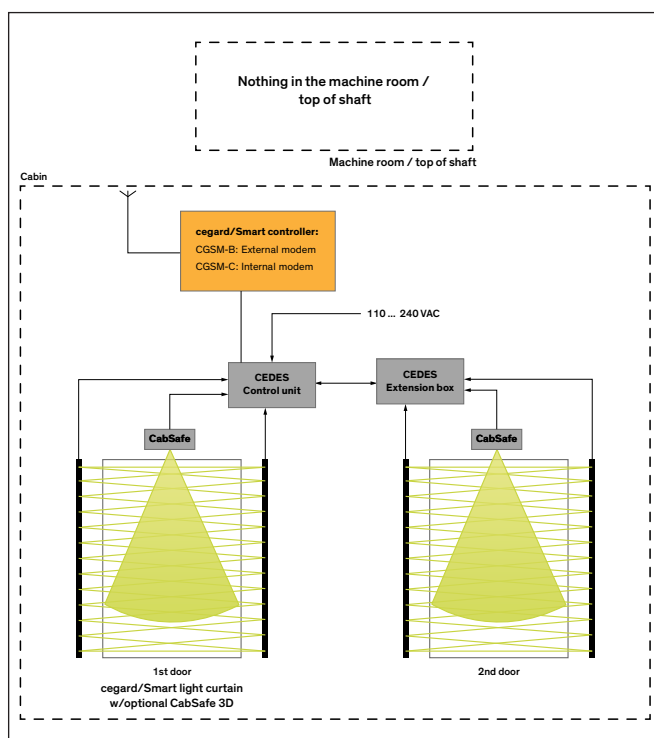 Nothing in the machine room /
top of shaft
Machine room / top of shaft
Cabin
cegard/Smart controller:
CGSM-B: External modem
CGSM-C: Internal modem
110 ... 240 VAC
CEDES
Control unit
CEDES
Extension box
CabSafe
CabSafe
1st door
cegard/Smart light curtain
w/optional CabSafe 3D
2nd door